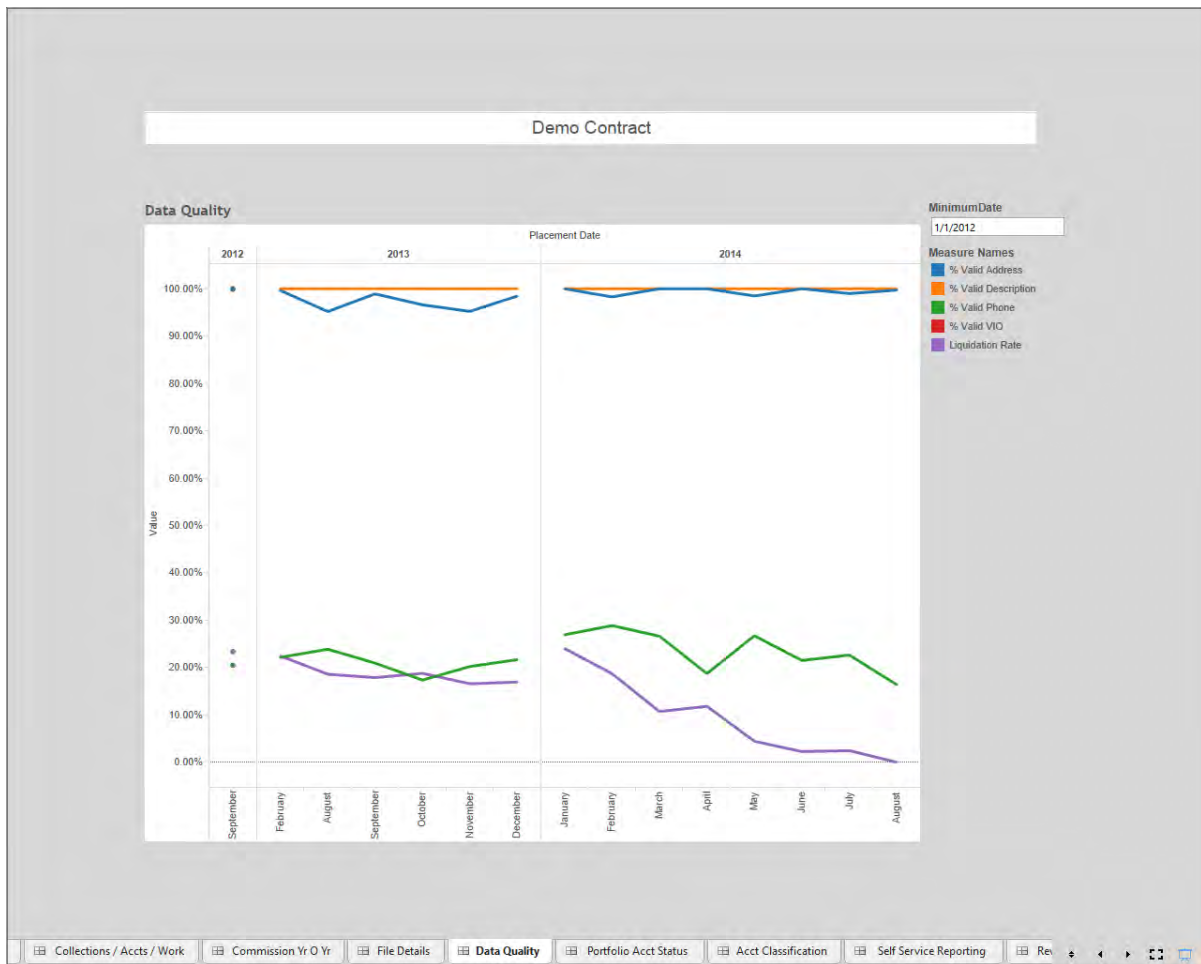 Demo Contract
Data Quality
MinimumDate
1/1/2012
Placement Date
2012
2013
2014
Measure Names
% Valid Address
% Valid Description
% Valid Phone
% Valid VIO
Liquidation Rate
100.00%
90.00%
80.00%
70.00%
60.00%
50.00%
40.00%
30.00%
20.00%
10.00%
0.00%
Value
September
February
August
September
October
November
December
January
February
March
April
May
June
July
August
Collections / Accts / Work
Commission Yr O Yr
File Details
Data Quality
Portfolio Acct Status
Acct Classification
Self Service Reporting